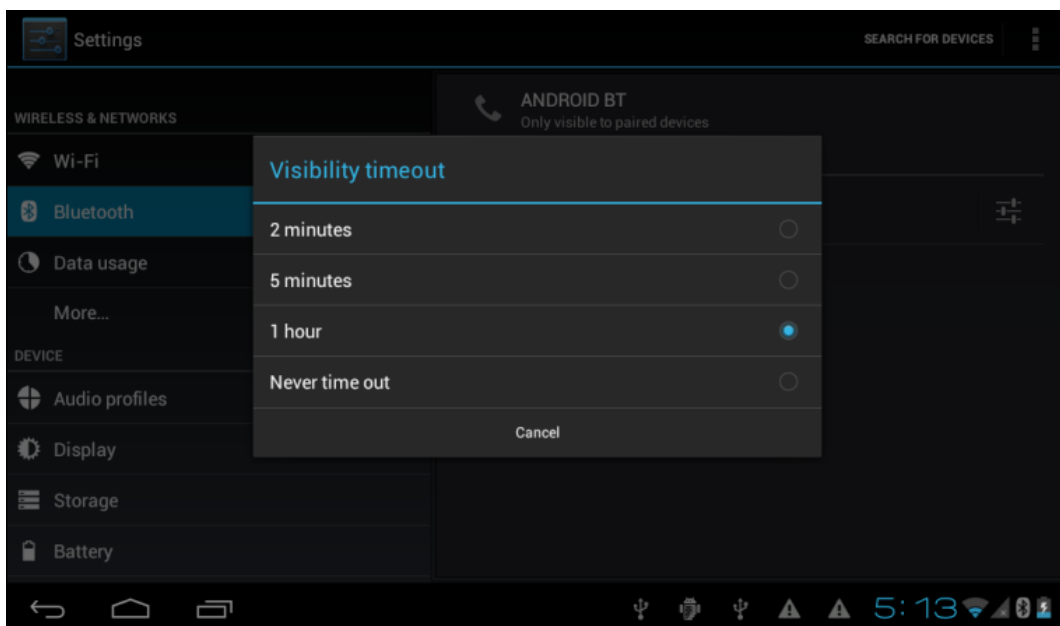 Settings
SEARCH FOR DEVICES
WIRELESS & NETWORKS
Wi-Fi
Bluetooth
Data usage
More...
DEVICE
Audio profiles
Display
Storage
Battery
ANDROID BT
Only visible to paired devices
Visibility timeout
2 minutes
5 minutes
1 hour
Never time out
Cancel
5:13